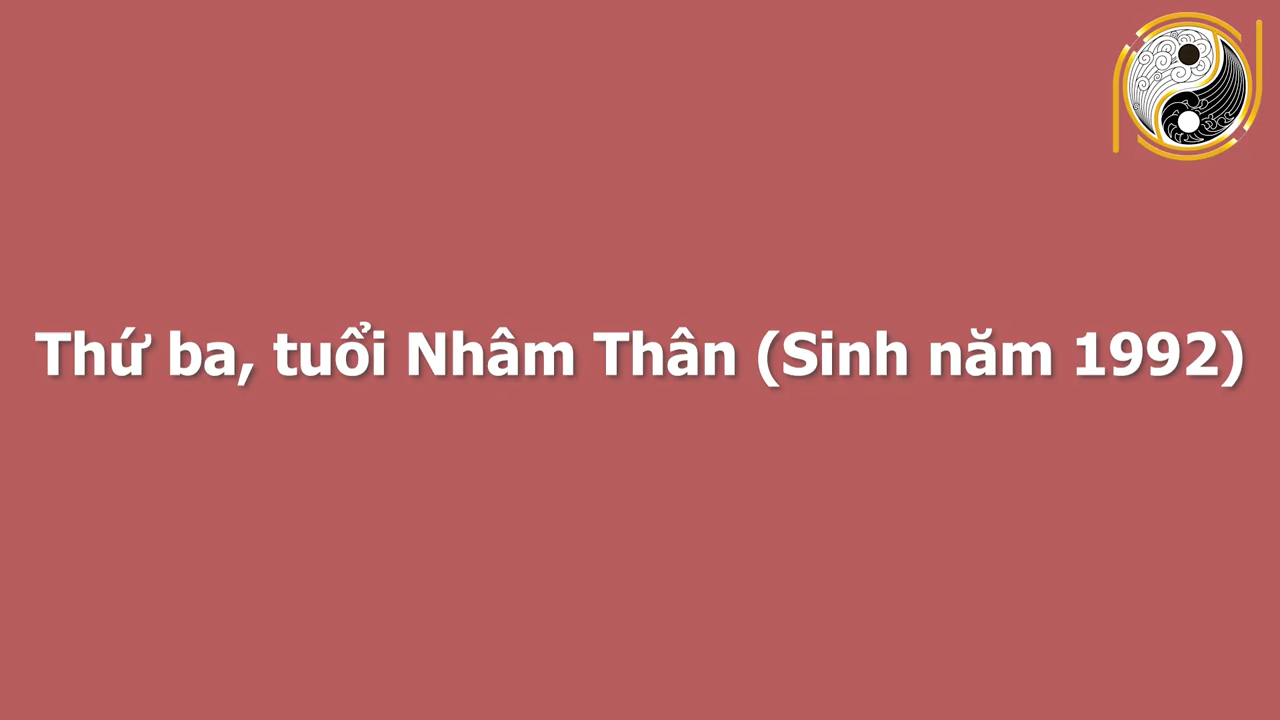 Thứ ba, tuổi Nhâm Thân (Sinh năm 1992)